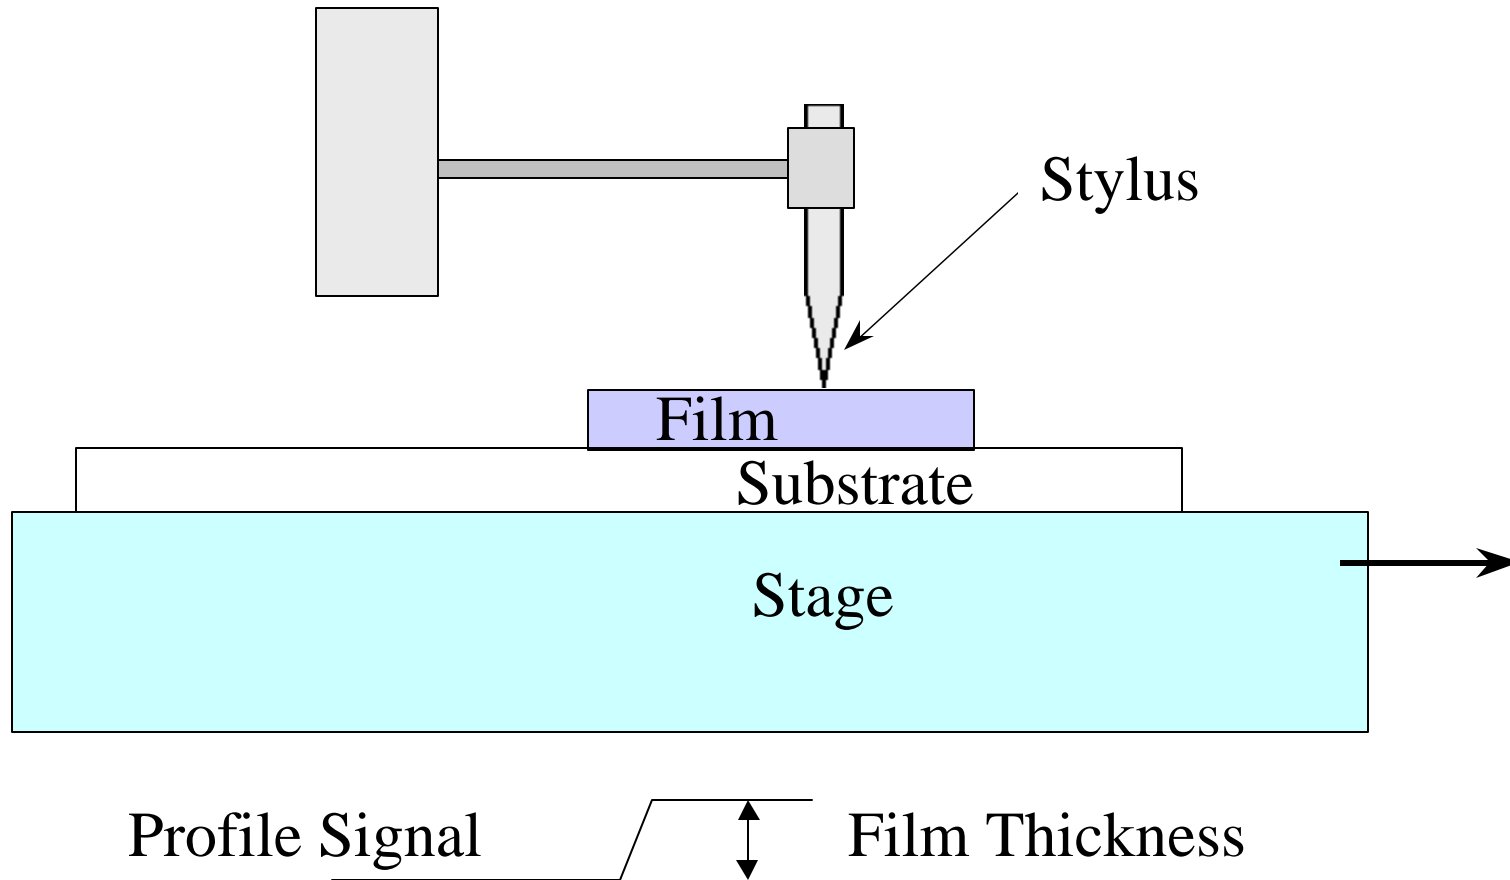 Stylus
Film
Substrate
Stage
Profile Signal
Film Thickness